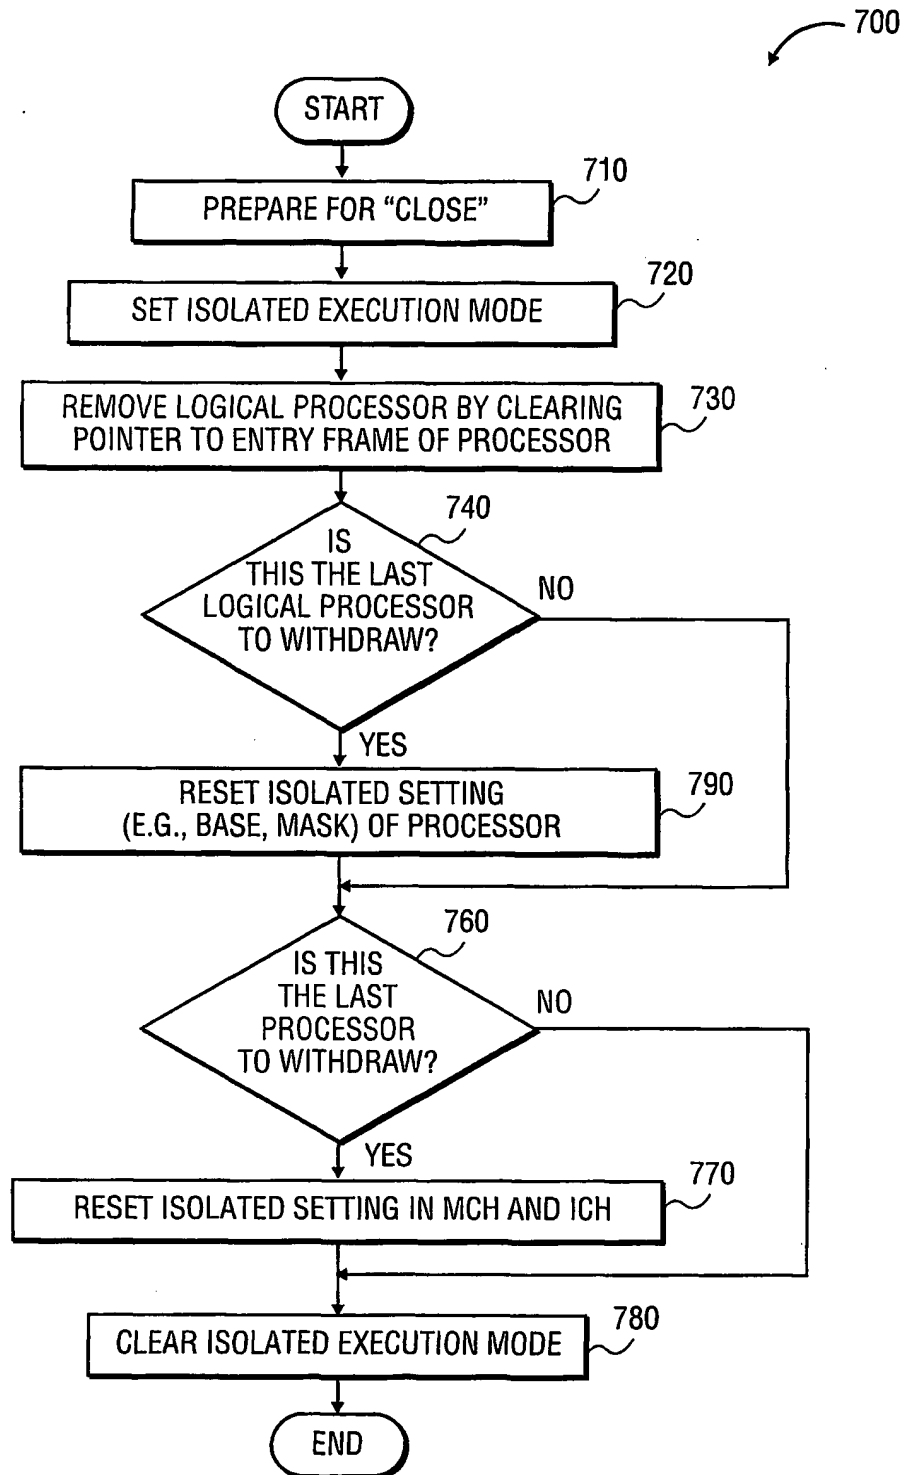 700
START
710
PREPARE FOR “CLOSE”
720
SET ISOLATED EXECUTION MODE
730
REMOVE LOGICAL PROCESSOR BY CLEARING
POINTER TO ENTRY FRAME OF PROCESSOR
740
IS
THIS THE LAST
LOGICAL PROCESSOR
TO WITHDRAW?
NO
YES
790
RESET ISOLATED SETTING
(E.G., BASE, MASK) OF PROCESSOR
760
IS THIS
THE LAST
PROCESSOR
TO WITHDRAW?
NO
YES
770
RESET ISOLATED SETTING IN MCH AND ICH
780
CLEAR ISOLATED EXECUTION MODE
END